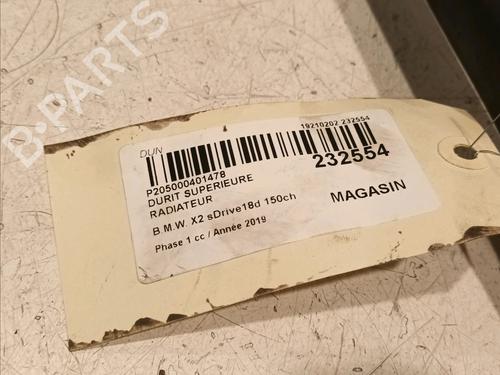 B-PARTS
DUN
19210202 232554
P205000401478
232554
DURIT SUPERIEURE
RADIATEUR
B.M.W. X2 sDrive18d 150ch
MAGASIN
Phase 1 cc / Année 2019